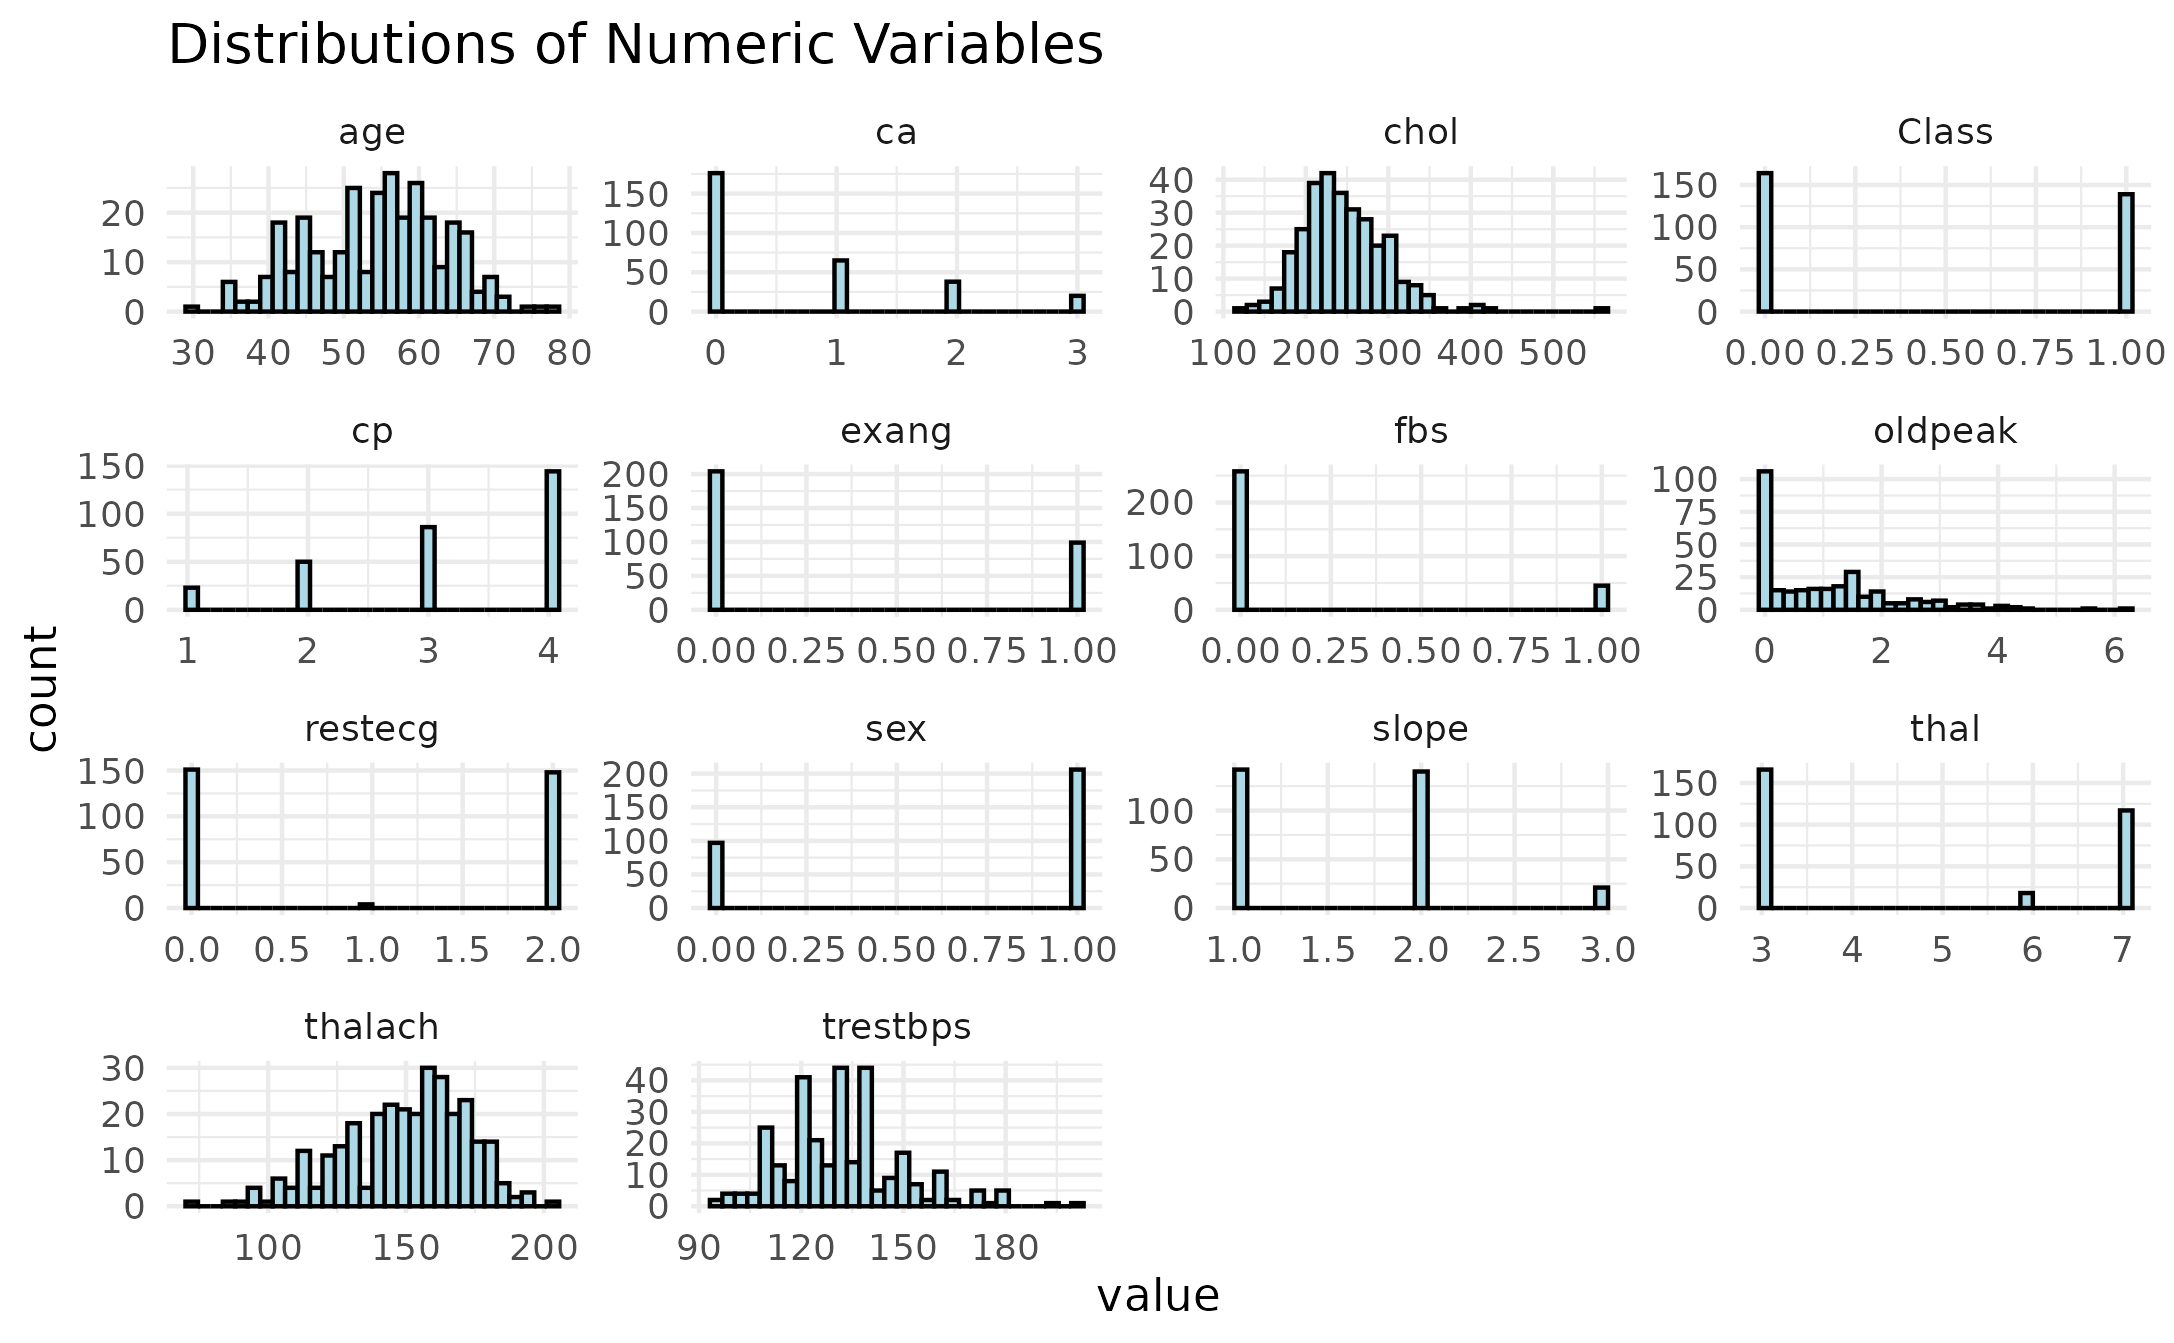 Distributions of Numeric Variables
age ca chol Class
20 10 0
150 100 50 0
40 30 20 10 0
150 100 50 0
30 40 50 60 70 80 0 1 2 3 100 200 300 400 500 0.00 0.25 0.50 0.75 1.00
cp exang fbs oldpeak
150 100 50 0
200 150 100 50 0
200 100 0
100 75 50 25 0
1 2 3 4 0.00 0.25 0.50 0.75 1.00 0.00 0.25 0.50 0.75 1.00 0 2 4 6
count
restecg sex slope thal
150 100 50 0
200 150 100 50 0
100 50 0
150 100 50 0
0.0 0.5 1.0 1.5 2.0 0.00 0.25 0.50 0.75 1.00 1.0 1.5 2.0 2.5 3.0 3 4 5 6 7
thalach trestbps
30 20 10 0
40 30 20 10 0
100 150 200 90 120 150 180
value